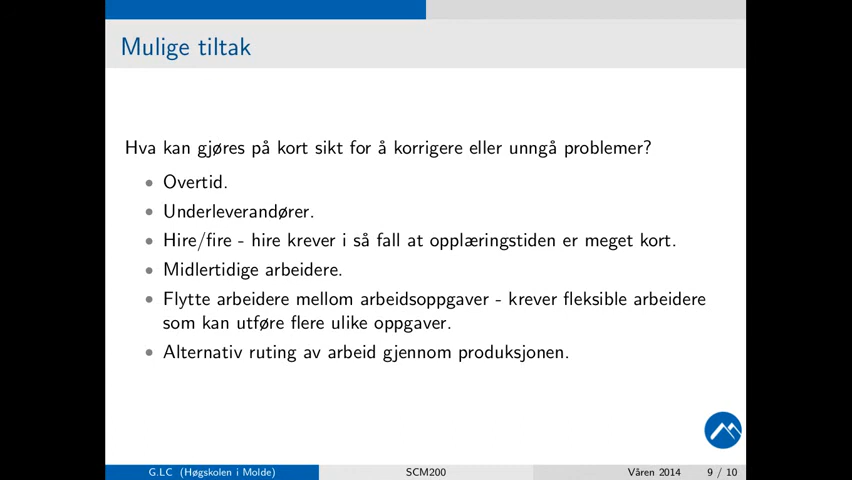 Mulige tiltak
Hva kan gjøres på kort sikt for å korrigere eller unngå problemer?
• Overtid.
• Underleverandører.
• Hire/fire - hire krever i så fall at opplæringstiden er meget kort.
• Midlertidige arbeidere.
• Flytte arbeidere mellom arbeidsoppgaver - krever fleksible arbeidere
som kan utføre flere ulike oppgaver.
• Alternativ ruting av arbeid gjennom produksjonen.
G.LC (Høgskolen i Molde) SCM200 Våren 2014 9 / 10